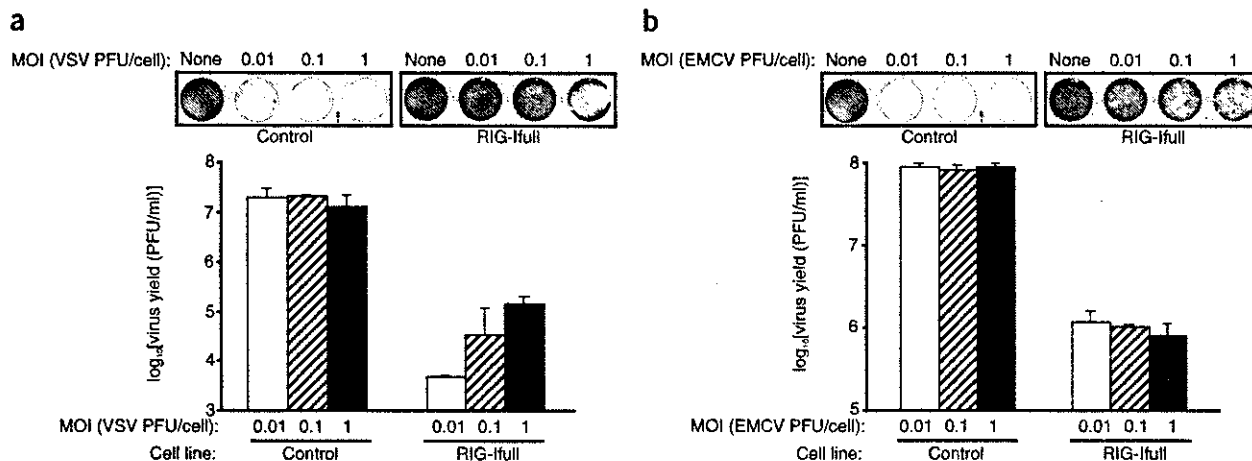 a
MOI (VSV PFU/cell): None 0.01 0.1 1 None 0.01 0.1 1
Control RIG-Ifull
log₁₀[virus yield (PFU/ml)]
8
7
6
5
4
3
MOI (VSV PFU/cell): 0.01 0.1 1 0.01 0.1 1
Cell line: Control RIG-Ifull
b
MOI (EMCV PFU/cell): None 0.01 0.1 1 None 0.01 0.1 1
Control RIG-Ifull
log₁₀[virus yield (PFU/ml)]
8
7
6
5
MOI (EMCV PFU/cell): 0.01 0.1 1 0.01 0.1 1
Cell line: Control RIG-Ifull